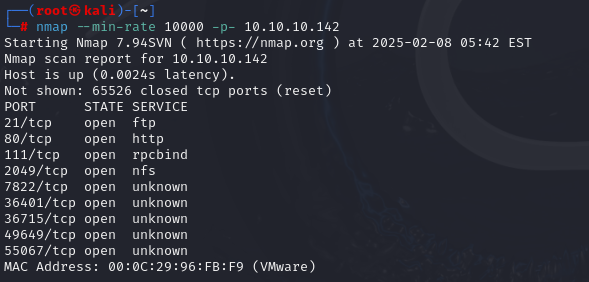 ┌──(root㉿kali)-[~]
└─# nmap --min-rate 10000 -p- 10.10.10.142
Starting Nmap 7.94SVN ( https://nmap.org ) at 2025-02-08 05:42 EST
Nmap scan report for 10.10.10.142
Host is up (0.0024s latency).
Not shown: 65526 closed tcp ports (reset)
PORT      STATE SERVICE
21/tcp    open  ftp
80/tcp    open  http
111/tcp   open  rpcbind
2049/tcp  open  nfs
7822/tcp  open  unknown
36401/tcp open  unknown
36715/tcp open  unknown
49649/tcp open  unknown
55067/tcp open  unknown
MAC Address: 00:0C:29:96:FB:F9 (VMware)